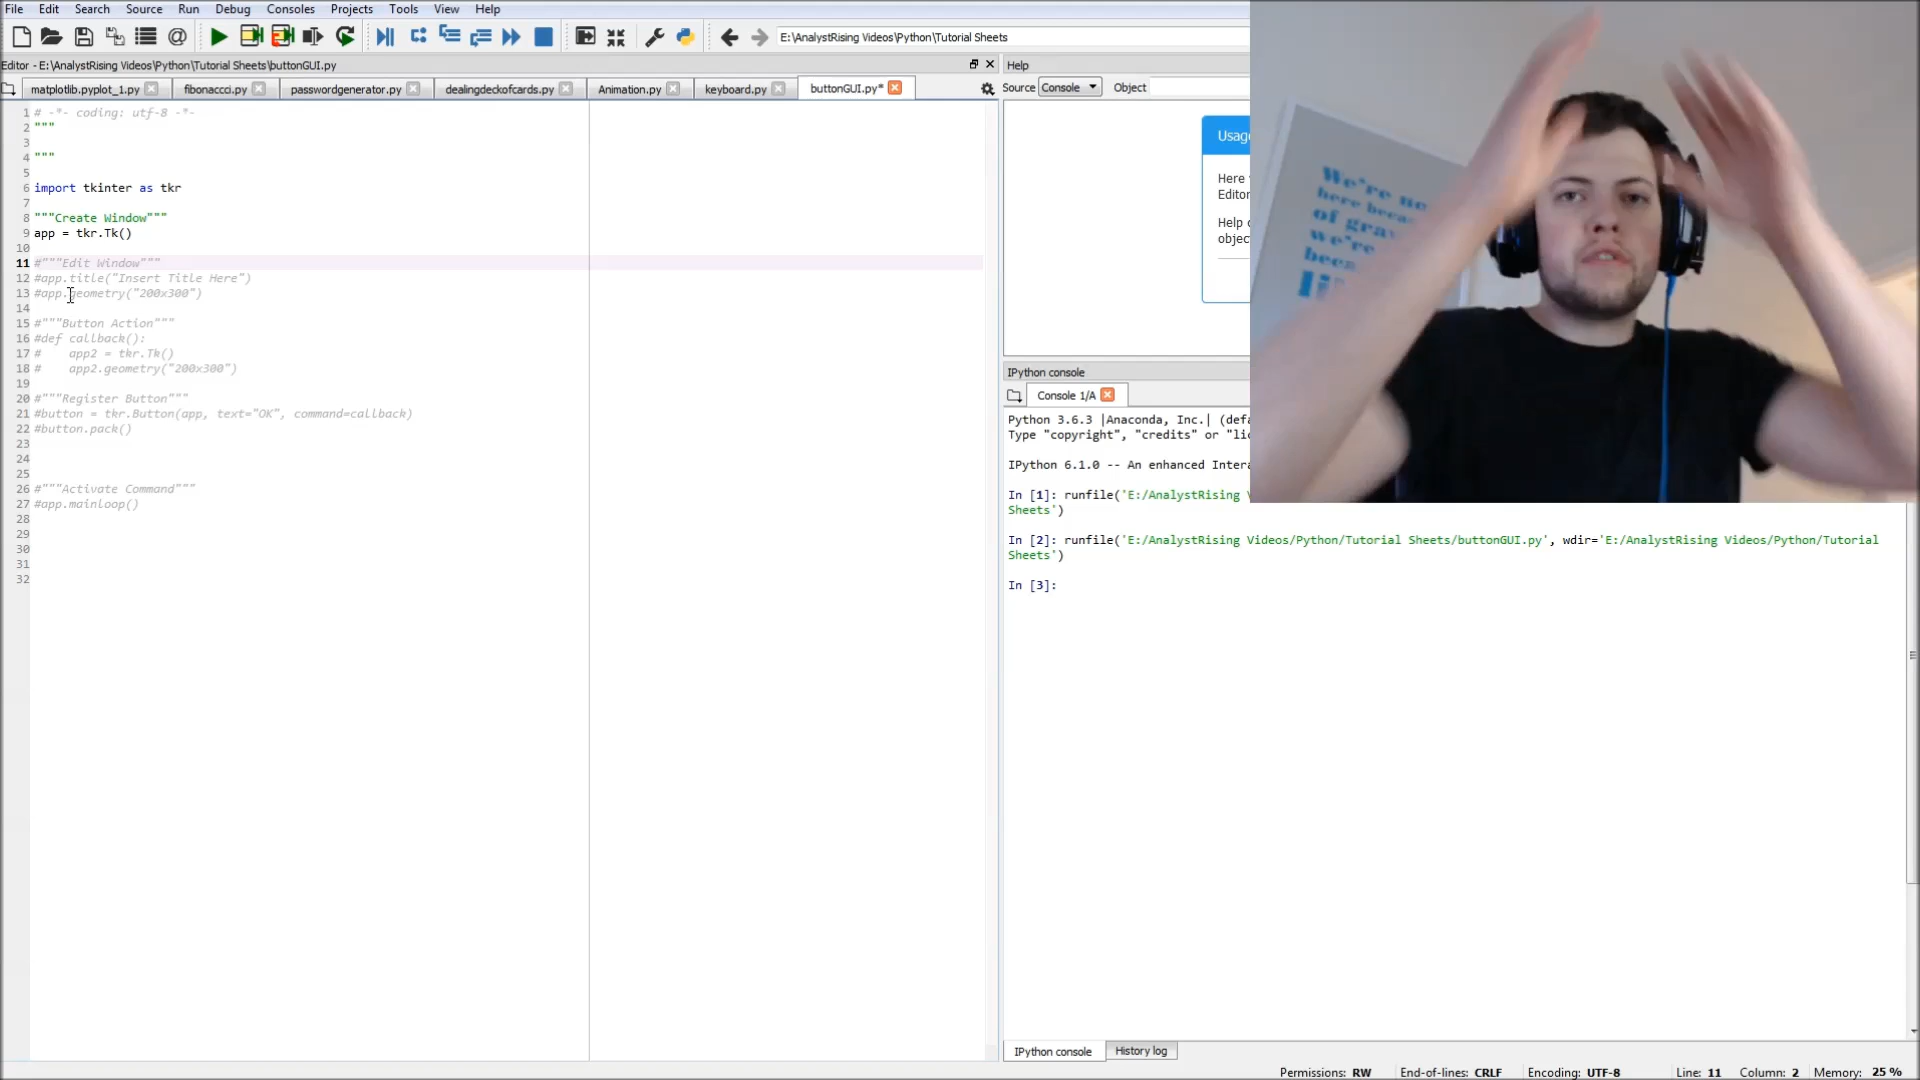 File Edit Search Source Run Debug Consoles Projects Tools View Help
E:\AnalystRising Videos\Python\Tutorial Sheets
Editor - E:\AnalystRising Videos\Python\Tutorial Sheets\buttonGUI.py
Help
matplotlib.pyplot_1.py fibonaccci.py passwordgenerator.py dealingdeckofcards.py Animation.py keyboard.py buttonGUI.py*
Source Console Object
1 # -*- coding: utf-8 -*-
2 """
3
4 """
5
6 import tkinter as tkr
7
8 """Create Window"""
9 app = tkr.Tk()
10
11 #"""Edit Window"""
12 #app.title("Insert Title Here")
13 #app.geometry("200x300")
14
15 #"""Button Action"""
16 #def callback():
17 #    app2 = tkr.Tk()
18 #    app2.geometry("200x300")
19
20 #"""Register Button"""
21 #button = tkr.Button(app, text="OK", command=callback)
22 #button.pack()
23
24
25
26 #"""Activate Command"""
27 #app.mainloop()
28
29
30
31
32
Usag
Here
Editor
Help
objec
We're
here
of
we're
IPython console
Console 1/A
Python 3.6.3 |Anaconda, Inc.| (defa
Type "copyright", "credits" or "lic
IPython 6.1.0 -- An enhanced Intera
In [1]: runfile('E:/AnalystRising
Sheets')
In [2]: runfile('E:/AnalystRising Videos/Python/Tutorial Sheets/buttonGUI.py', wdir='E:/AnalystRising Videos/Python/Tutorial
Sheets')
In [3]:
IPython console History log
Permissions: RW End-of-lines: CRLF Encoding: UTF-8 Line: 11 Column: 2 Memory: 25 %